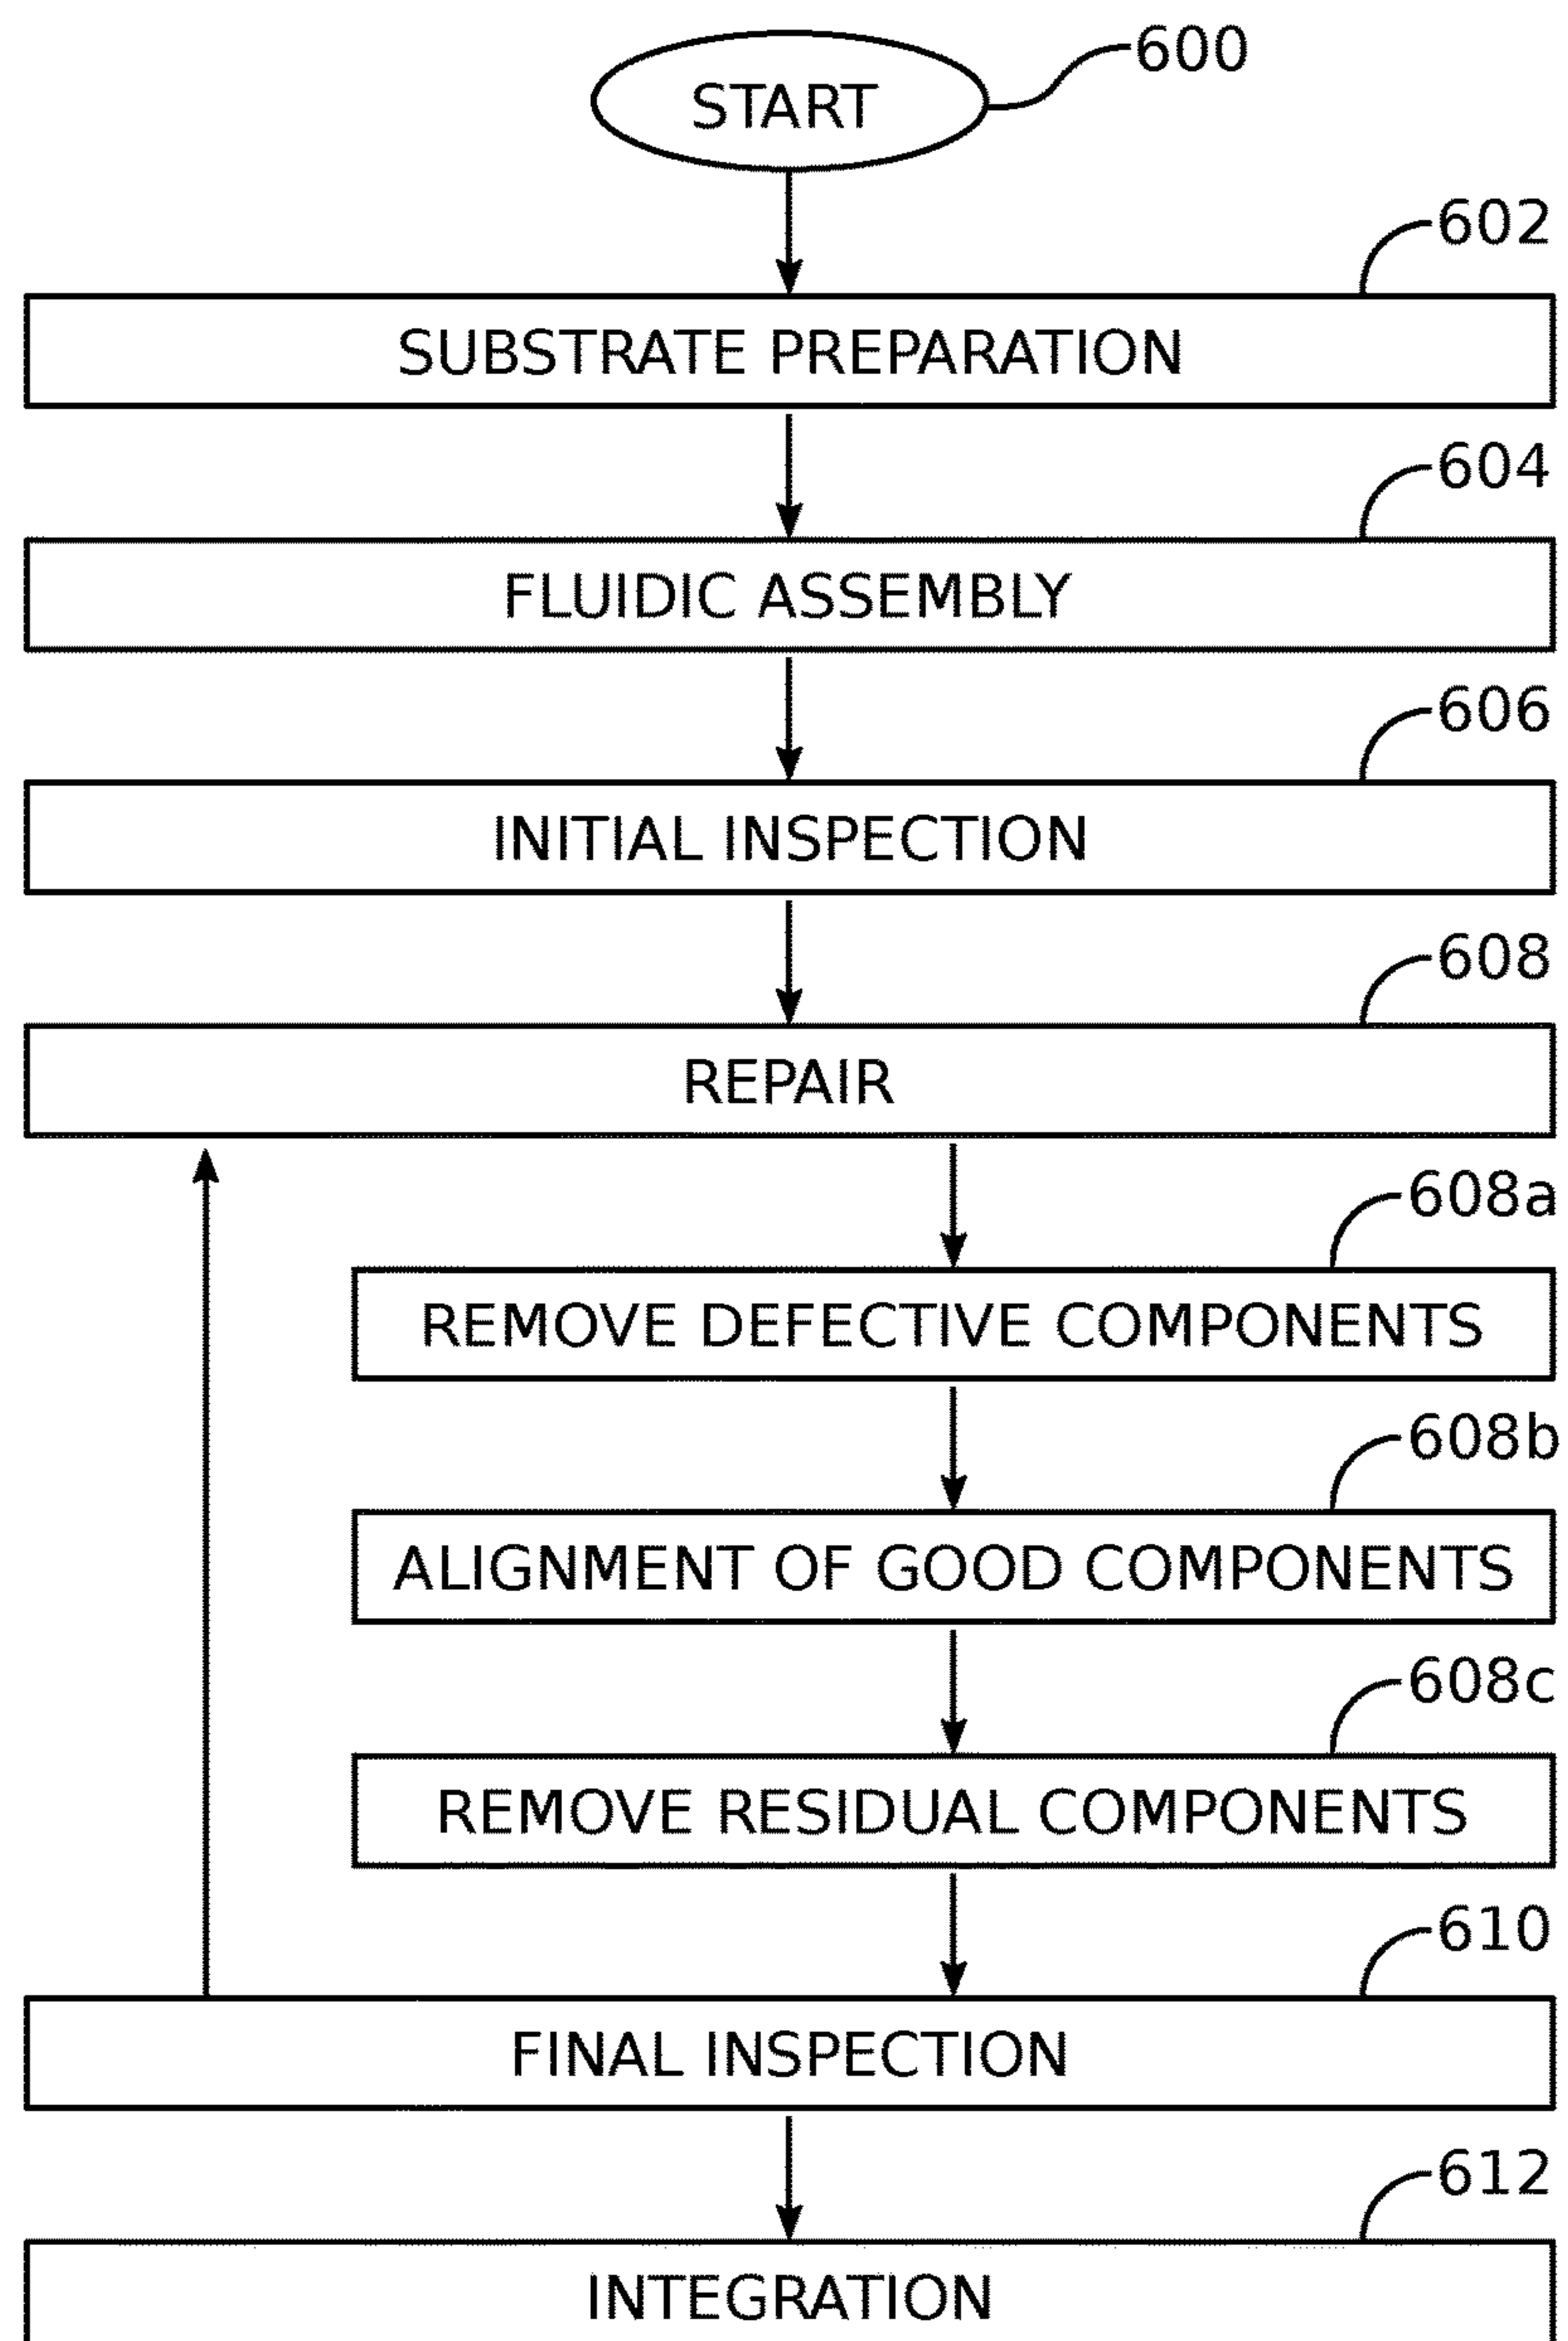 600
START
602
SUBSTRATE PREPARATION
604
FLUIDIC ASSEMBLY
606
INITIAL INSPECTION
608
REPAIR
608a
REMOVE DEFECTIVE COMPONENTS
608b
ALIGNMENT OF GOOD COMPONENTS
608c
REMOVE RESIDUAL COMPONENTS
610
FINAL INSPECTION
612
INTEGRATION